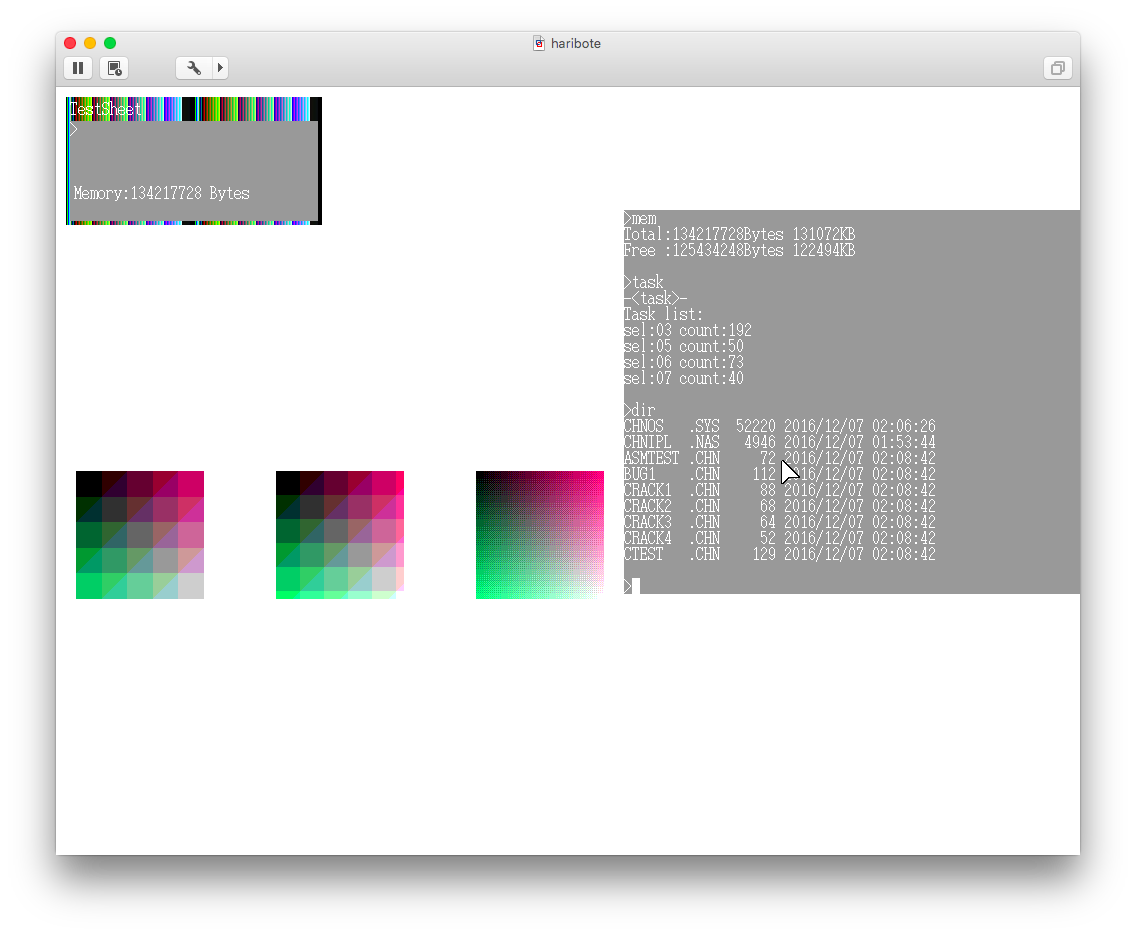 haribote
TestSheet
>
Memory:134217728 Bytes
>mem
Total:134217728Bytes 131072KB
Free :125434248Bytes 122494KB
>task
-<task>-
Task list:
sel:03 count:192
sel:05 count:50
sel:06 count:73
sel:07 count:40
>dir
CHNOS   .SYS  52220 2016/12/07 02:06:26
CHNIPL  .NAS   4946 2016/12/07 01:53:44
ASMTEST .CHN     72 2016/12/07 02:08:42
BUG1    .CHN    112 2016/12/07 02:08:42
CRACK1  .CHN     88 2016/12/07 02:08:42
CRACK2  .CHN     68 2016/12/07 02:08:42
CRACK3  .CHN     64 2016/12/07 02:08:42
CRACK4  .CHN     52 2016/12/07 02:08:42
CTEST   .CHN    129 2016/12/07 02:08:42
>